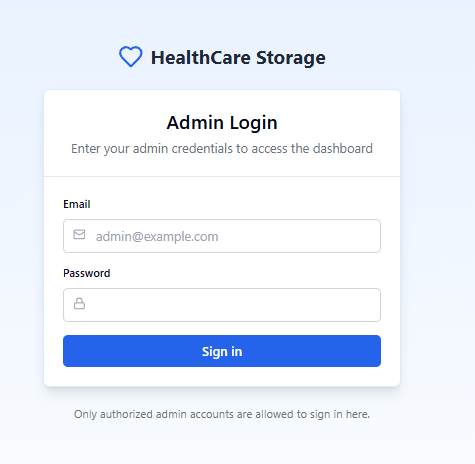 HealthCare Storage
Admin Login
Enter your admin credentials to access the dashboard
Email
admin@example.com
Password
Sign in
Only authorized admin accounts are allowed to sign in here.